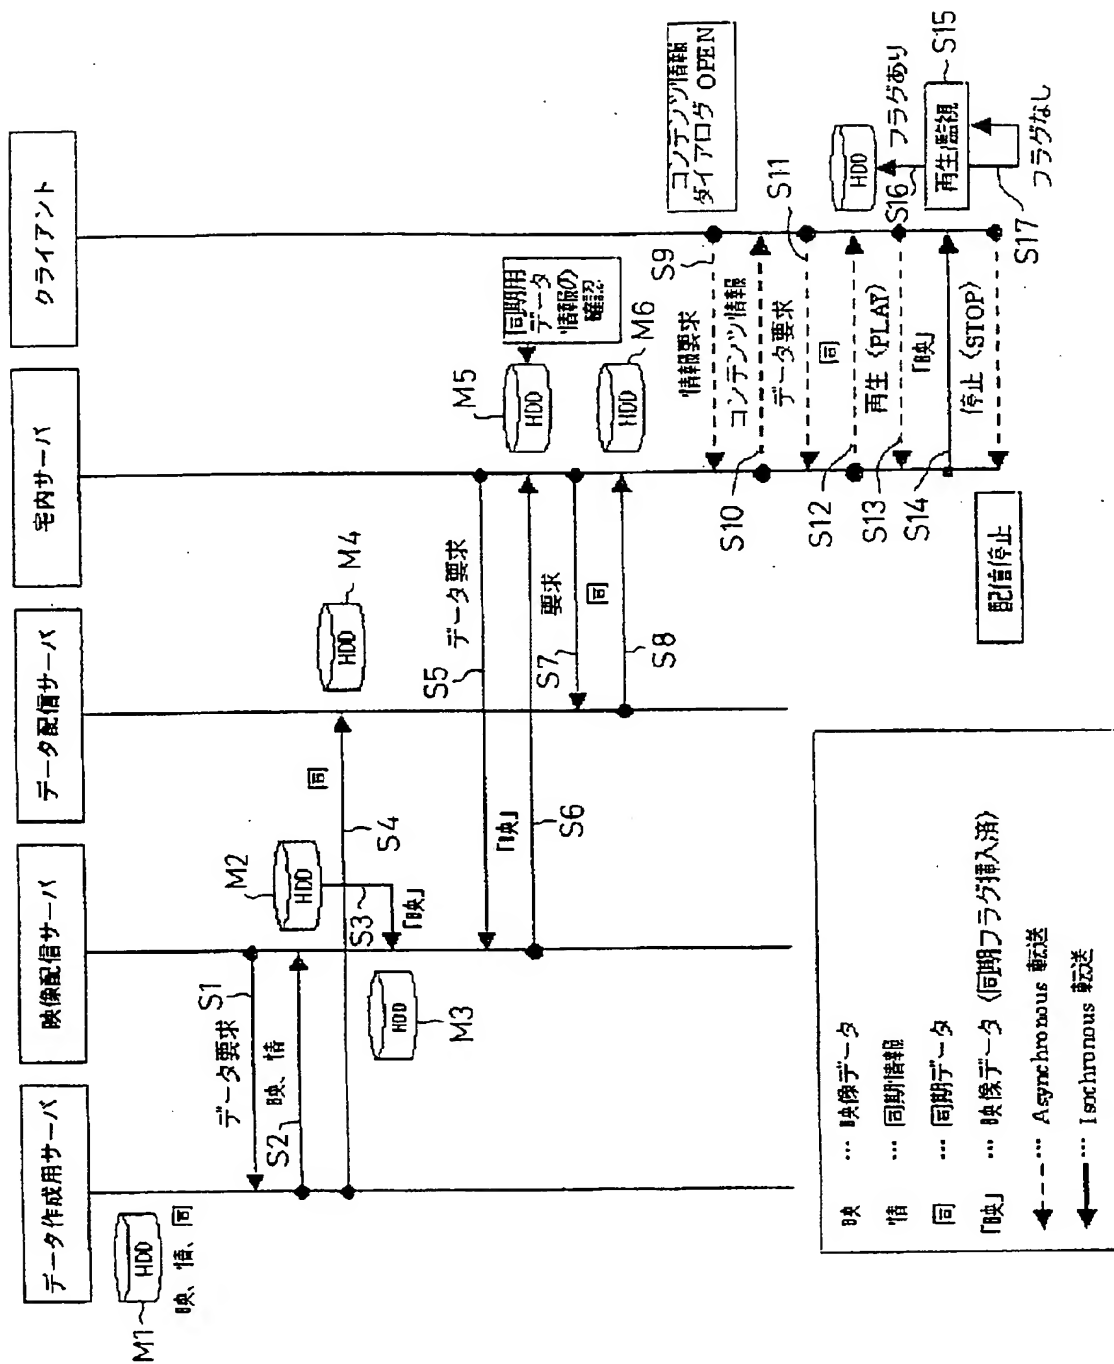 データ作成用サーバ
映像配信サーバ
データ配信サーバ
宅内サーバ
クライアント
M1
HDD
映、情、同
データ要求
S1
映、情
S2
M2
HDD
S3
「映」
同
S4
HDD
M3
HDD
M4
データ要求
S5
「映」
S6
要求
S7
同
S8
M5
HDD
同期用
データ
情報の
確認
HDD
M6
コンテンツ情報
ダイアログ OPEN
情報要求
S9
コンテンツ情報
S10
データ要求
S11
同
S12
再生〈PLAY〉
S13
「映」
S14
停止〈STOP〉
配信停止
HDD
フラグあり
S16
再生/監視
S15
フラグなし
S17
映 … 映像データ
情 … 同期情報
同 … 同期データ
「映」 … 映像データ〈同期フラグ挿入済〉
… Asynchronous 転送
… Isochronous 転送